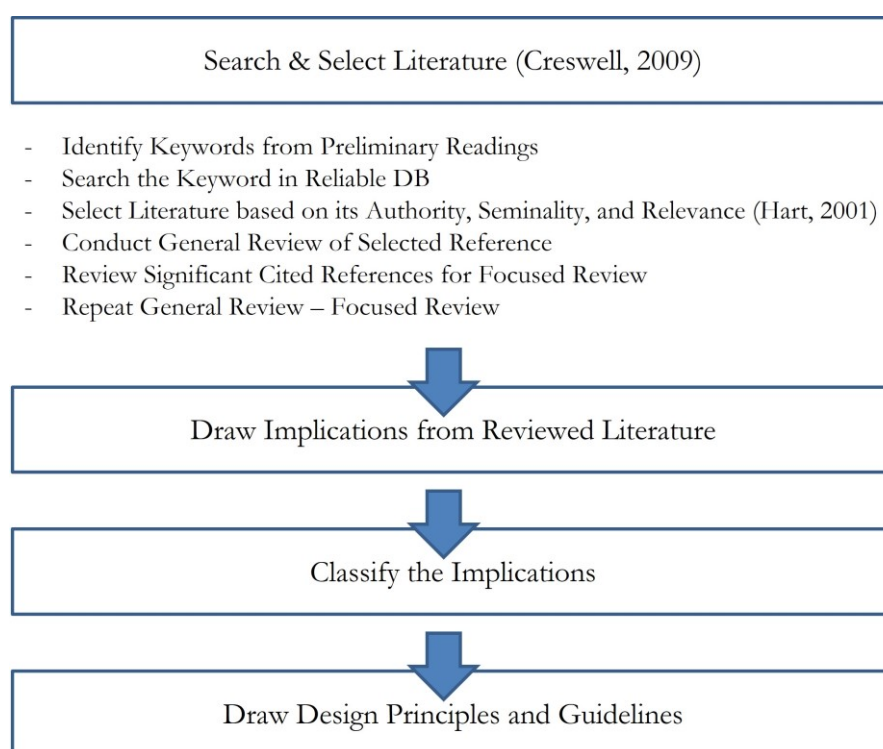 Search & Select Literature (Creswell, 2009)
- Identify Keywords from Preliminary Readings
- Search the Keyword in Reliable DB
- Select Literature based on its Authority, Seminality, and Relevance (Hart, 2001)
- Conduct General Review of Selected Reference
- Review Significant Cited References for Focused Review
- Repeat General Review – Focused Review
Draw Implications from Reviewed Literature
Classify the Implications
Draw Design Principles and Guidelines